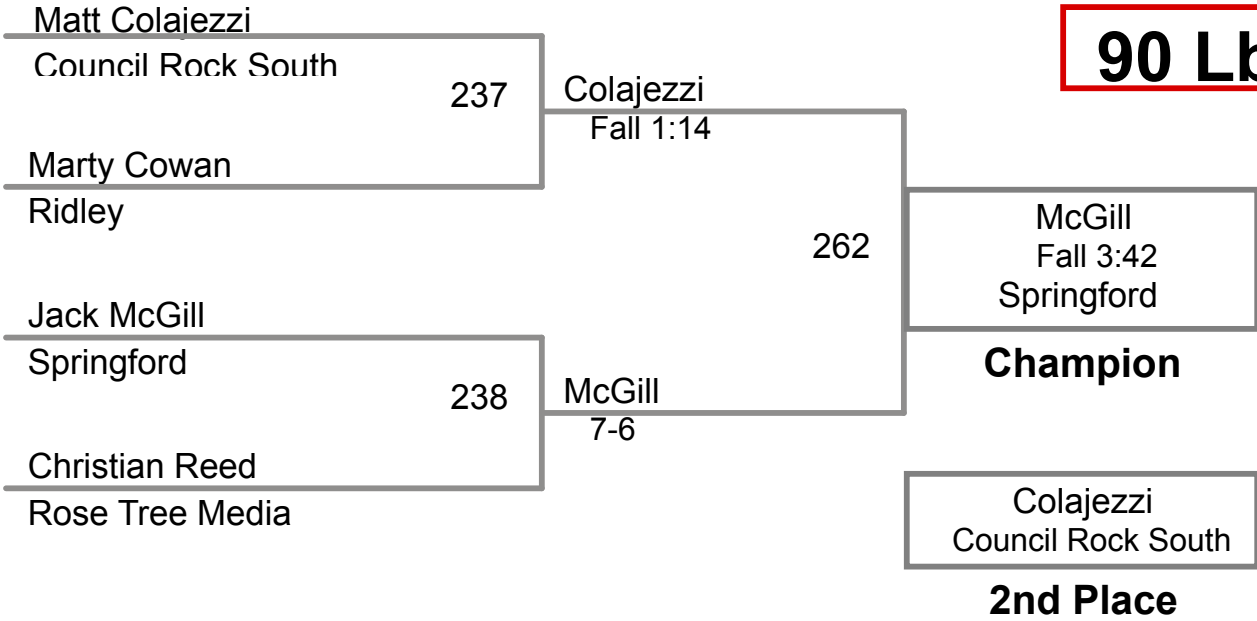 Matt Colajezzi
Council Rock South
237
Colajezzi
Fall 1:14
90 Lb
Marty Cowan
Ridley
262
McGill
Fall 3:42
Springford
Champion
Jack McGill
Springford
238
McGill
7-6
Christian Reed
Rose Tree Media
Colajezzi
Council Rock South
2nd Place